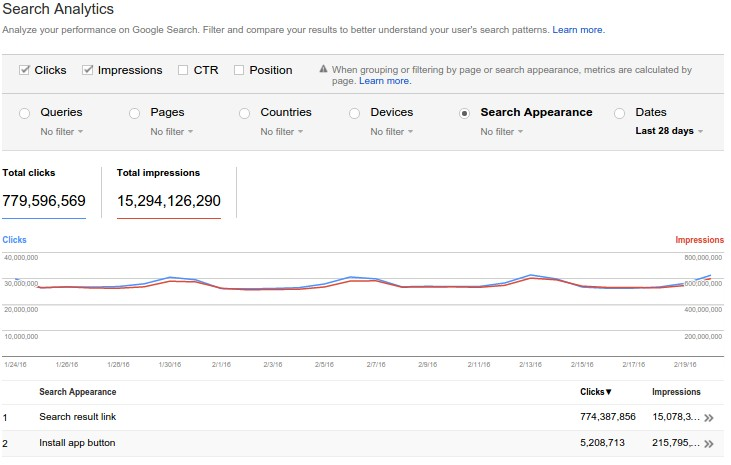 Search Analytics
Analyze your performance on Google Search. Filter and compare your results to better understand your user's search patterns. Learn more.
Clicks Impressions CTR Position When grouping or filtering by page or search appearance, metrics are calculated by
page. Learn more.
Queries Pages Countries Devices Search Appearance Dates
No filter No filter No filter No filter No filter Last 28 days
Total clicks Total impressions
779,596,569 15,294,126,290
Clicks Impressions
40,000,000 800,000,000
30,000,000 600,000,000
20,000,000 400,000,000
10,000,000 200,000,000
1/24/16 1/26/16 1/28/16 1/30/16 2/1/16 2/3/16 2/5/16 2/7/16 2/9/16 2/11/16 2/13/16 2/15/16 2/17/16 2/19/16
Search Appearance Clicks▼ Impressions
1 Search result link 774,387,856 15,078,3... »
2 Install app button 5,208,713 215,795,... »